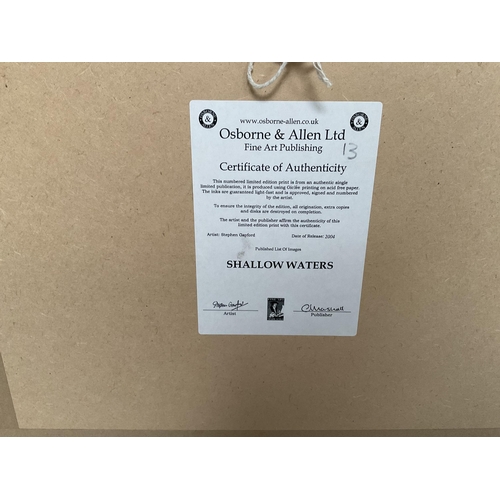 www.osborne-allen.co.uk
Osborne & Allen Ltd
Fine Art Publishing
13
Certificate of Authenticity
This numbered limited edition print is from an authentic single
limited publication, it is produced using Giclée printing on acid free paper.
The inks are guaranteed light-fast and is approved, signed and numbered
by the artist.
To ensure the integrity of the edition, all origination, extra copies
and disks are destroyed on completion.
The artist and the publisher affirm the authenticity of this
limited edition print with this certificate.
Artist: Stephen Gayford Date of Release: 2006
Published List Of Images
SHALLOW WATERS
Stephen Gayford
Artist Publisher